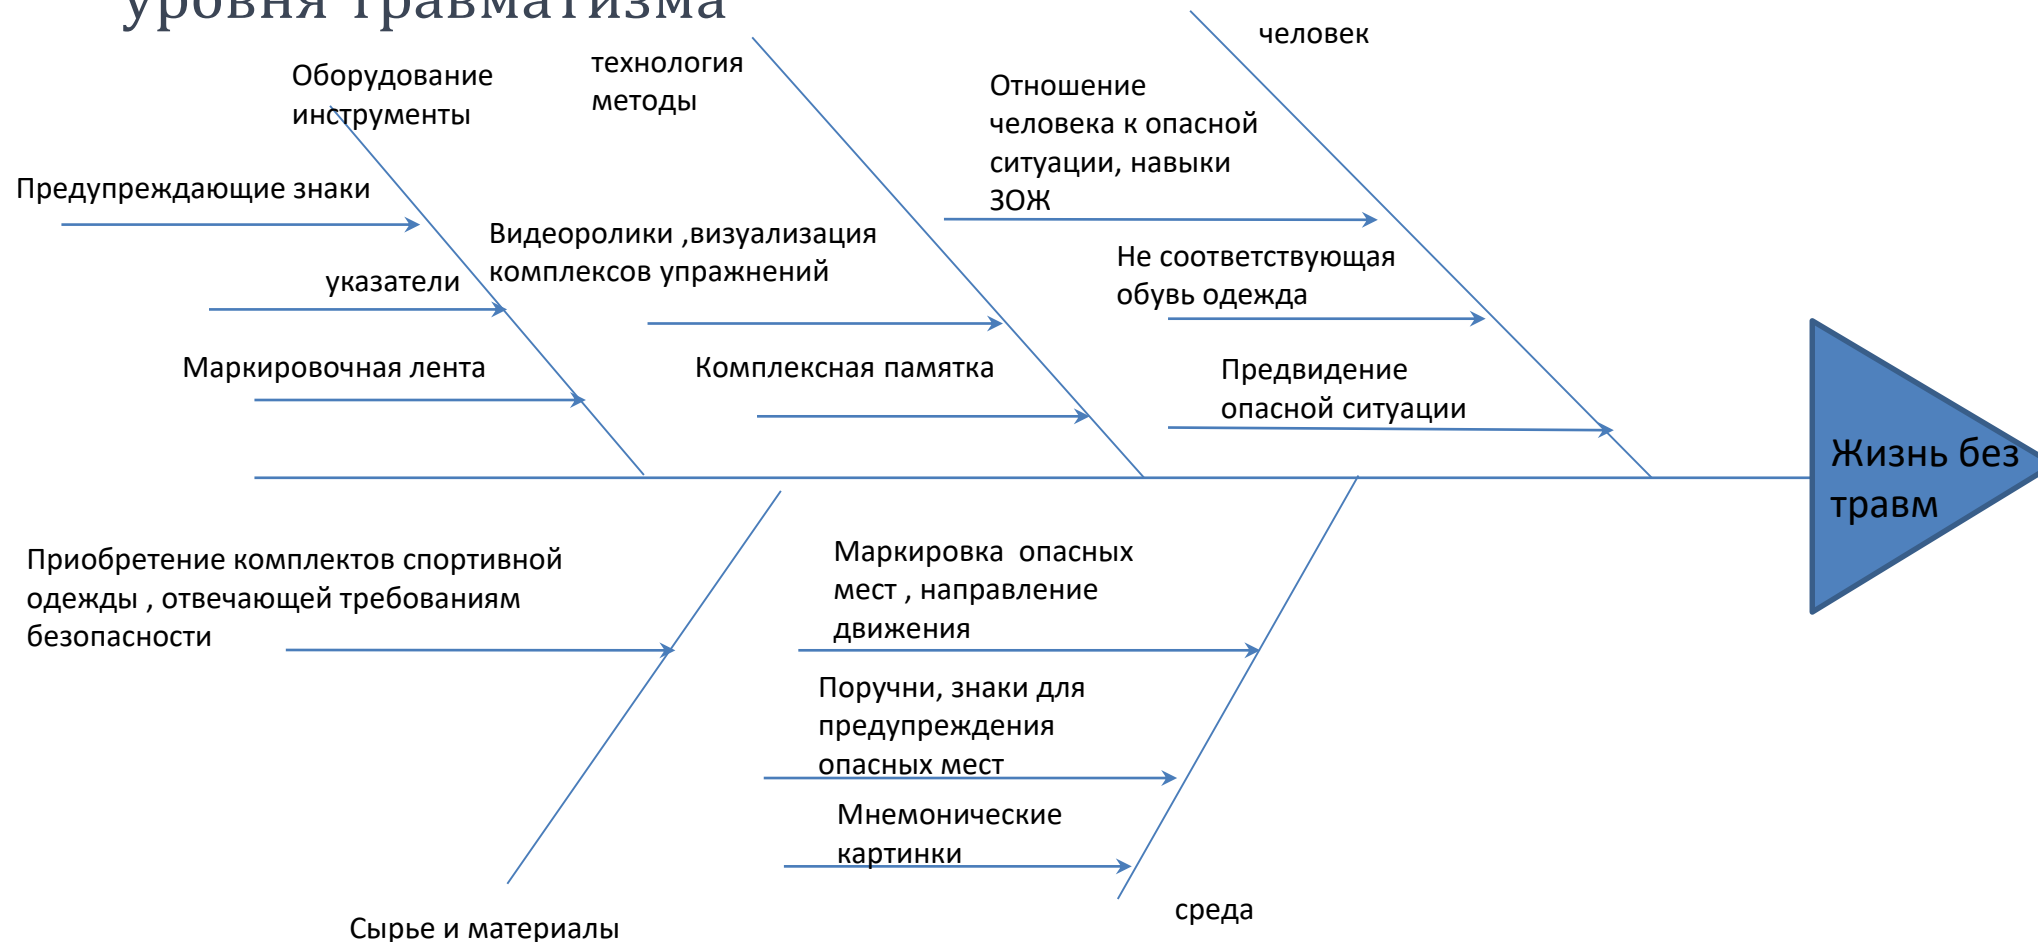 уровня травматизма
человек
Оборудование
инструменты
технология
методы
Отношение
человека к опасной
ситуации, навыки
ЗОЖ
Предупреждающие знаки
Видеоролики ,визуализация
комплексов упражнений
Не соответствующая
обувь одежда
указатели
Маркировочная лента
Комплексная памятка
Предвидение
опасной ситуации
Жизнь без
травм
Приобретение комплектов спортивной
одежды , отвечающей требованиям
безопасности
Маркировка  опасных
мест , направление
движения
Поручни, знаки для
предупреждения
опасных мест
Мнемонические
картинки
среда
Сырье и материалы